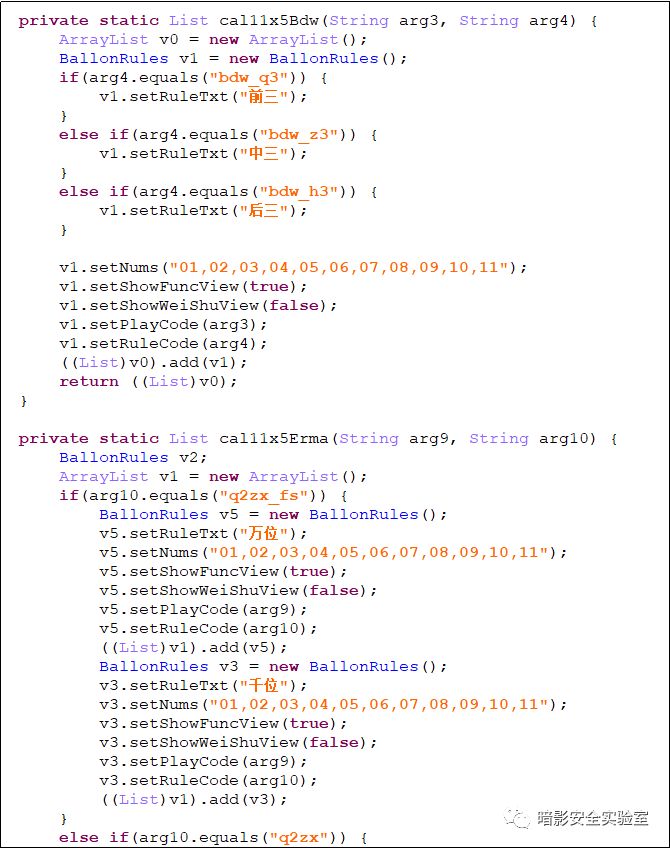 private static List cal11x5Bdw(String arg3, String arg4) {
    ArrayList v0 = new ArrayList();
    BallonRules v1 = new BallonRules();
    if(arg4.equals("bdw_q3")) {
        v1.setRuleTxt("前三");
    }
    else if(arg4.equals("bdw_z3")) {
        v1.setRuleTxt("中三");
    }
    else if(arg4.equals("bdw_h3")) {
        v1.setRuleTxt("后三");
    }

    v1.setNums("01,02,03,04,05,06,07,08,09,10,11");
    v1.setShowFuncView(true);
    v1.setShowWeiShuView(false);
    v1.setPlayCode(arg3);
    v1.setRuleCode(arg4);
    ((List)v0).add(v1);
    return ((List)v0);
}

private static List cal11x5Erma(String arg9, String arg10) {
    BallonRules v2;
    ArrayList v1 = new ArrayList();
    if(arg10.equals("q2zx_fs")) {
        BallonRules v5 = new BallonRules();
        v5.setRuleTxt("万位");
        v5.setNums("01,02,03,04,05,06,07,08,09,10,11");
        v5.setShowFuncView(true);
        v5.setShowWeiShuView(false);
        v5.setPlayCode(arg9);
        v5.setRuleCode(arg10);
        ((List)v1).add(v5);
        BallonRules v3 = new BallonRules();
        v3.setRuleTxt("千位");
        v3.setNums("01,02,03,04,05,06,07,08,09,10,11");
        v3.setShowFuncView(true);
        v3.setShowWeiShuView(false);
        v3.setPlayCode(arg9);
        v3.setRuleCode(arg10);
        ((List)v1).add(v3);
    }
    else if(arg10.equals("q2zx")) {
暗影安全实验室